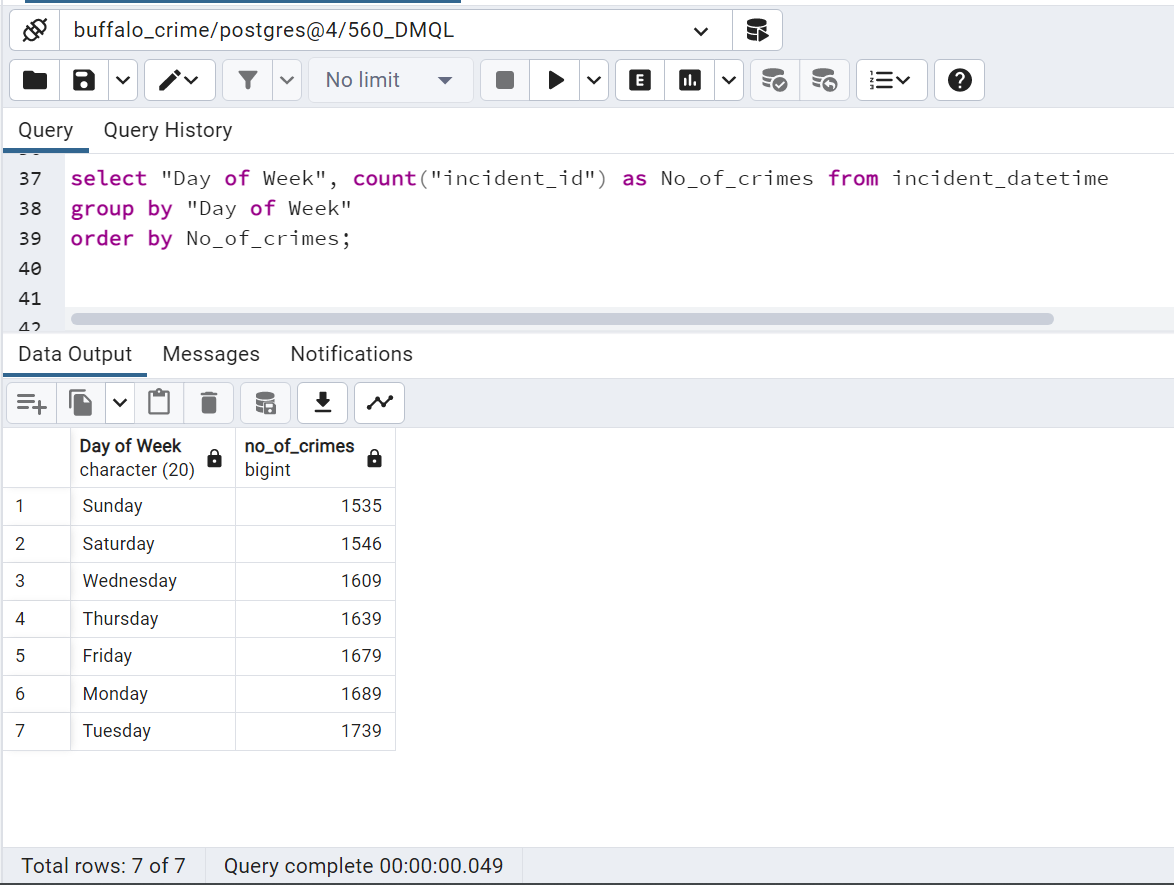 buffalo_crime/postgres@4/560_DMQL
No limit
E
Query Query History
37 select "Day of Week", count("incident_id") as No_of_crimes from incident_datetime
38 group by "Day of Week"
39 order by No_of_crimes;
40
41
42
Data Output Messages Notifications
Day of Week no_of_crimes
character (20) bigint
1 Sunday 1535
2 Saturday 1546
3 Wednesday 1609
4 Thursday 1639
5 Friday 1679
6 Monday 1689
7 Tuesday 1739
Total rows: 7 of 7 Query complete 00:00:00.049